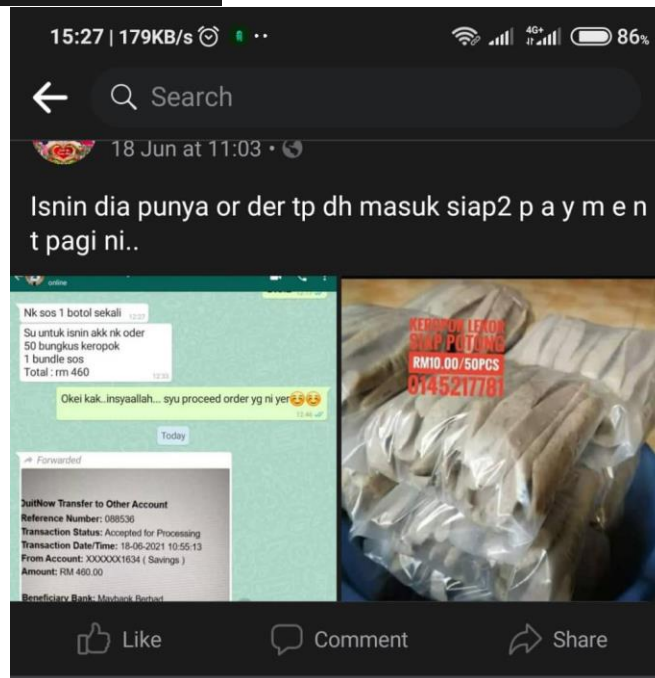 15:27 | 179KB/s
4G+
86%
Search
18 Jun at 11:03
Isnin dia punya or der tp dh masuk siap2 p a y m e n
t pagi ni..
online
Nk sos 1 botol sekali
12:27
Su untuk isnin akk nk oder
50 bungkus keropok
1 bundle sos
Total : rm 460
Okei kak..insyaallah... syu proceed order yg ni yer
12:46
Today
Forwarded
DuitNow Transfer to Other Account
Reference Number: 088536
Transaction Status: Accepted for Processing
Transaction Date/Time: 18-06-2021 10:55:13
From Account: XXXXXX1634 ( Savings )
Amount: RM 460.00
Beneficiary Bank: Maybank Berhad
KEROPOK LEKOR
SIAP POTONG
RM10.00/50PCS
0145217781
Like
Comment
Share